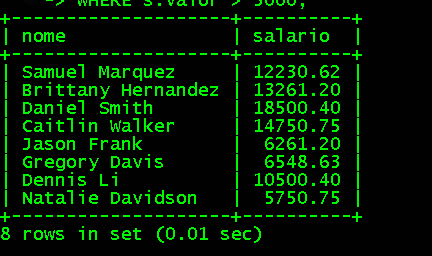 -> WHERE s.valor > 5000;
+--------------------+----------+
| nome               | salario  |
+--------------------+----------+
| Samuel Marquez     | 12230.62 |
| Brittany Hernandez | 13261.20 |
| Daniel Smith       | 18500.40 |
| Caitlin Walker     | 14750.75 |
| Jason Frank        |  6261.20 |
| Gregory Davis      |  6548.63 |
| Dennis Li          | 10500.40 |
| Natalie Davidson   |  5750.75 |
+--------------------+----------+
8 rows in set (0.01 sec)